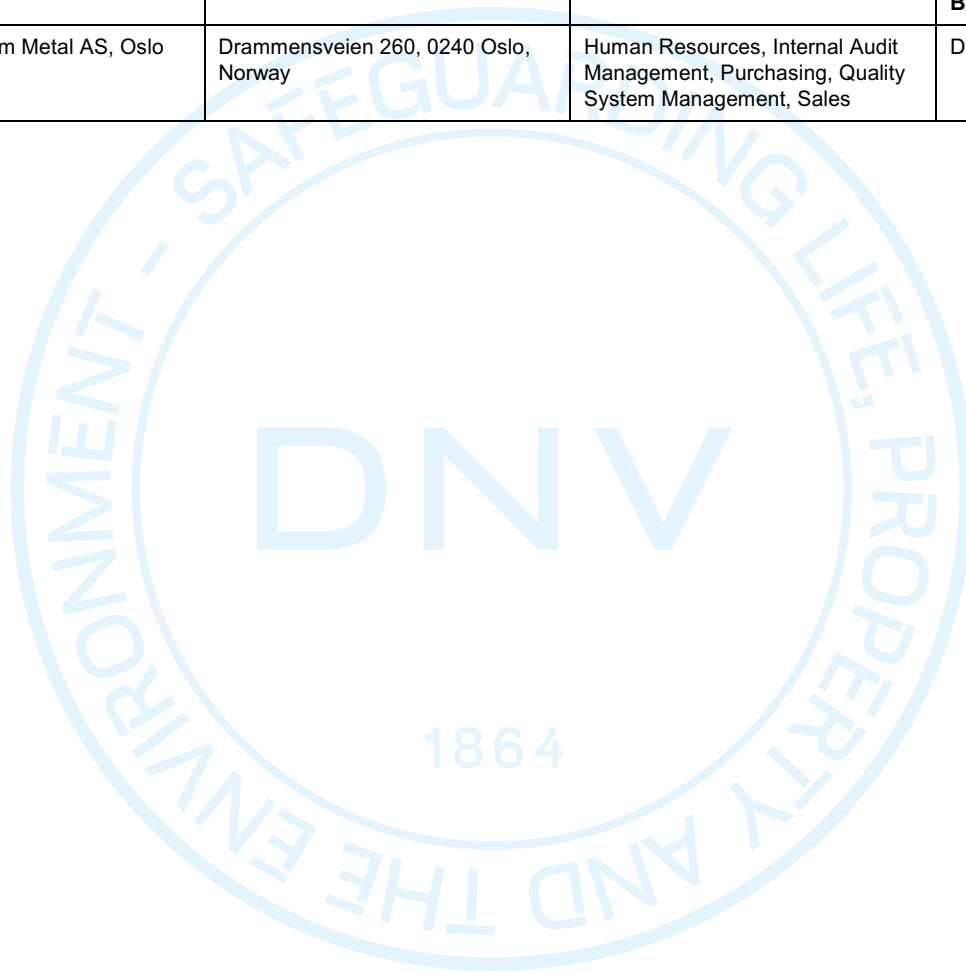 B
m Metal AS, Oslo
Drammensveien 260, 0240 Oslo,
Norway
Human Resources, Internal Audit
Management, Purchasing, Quality
System Management, Sales
D
SAFEGUARDING LIFE, PROPERTY AND THE ENVIRONMENT -
DNV
1864